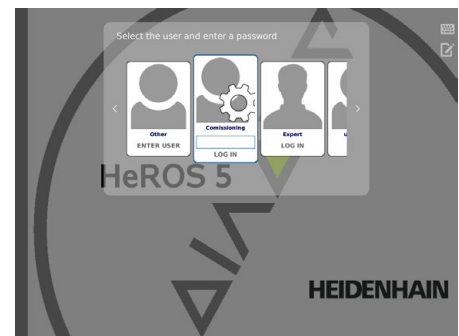 Select the user and enter a password
Other
ENTER USER
Comissioning
LOG IN
Expert
LOG IN
HeROS 5
HEIDENHAIN